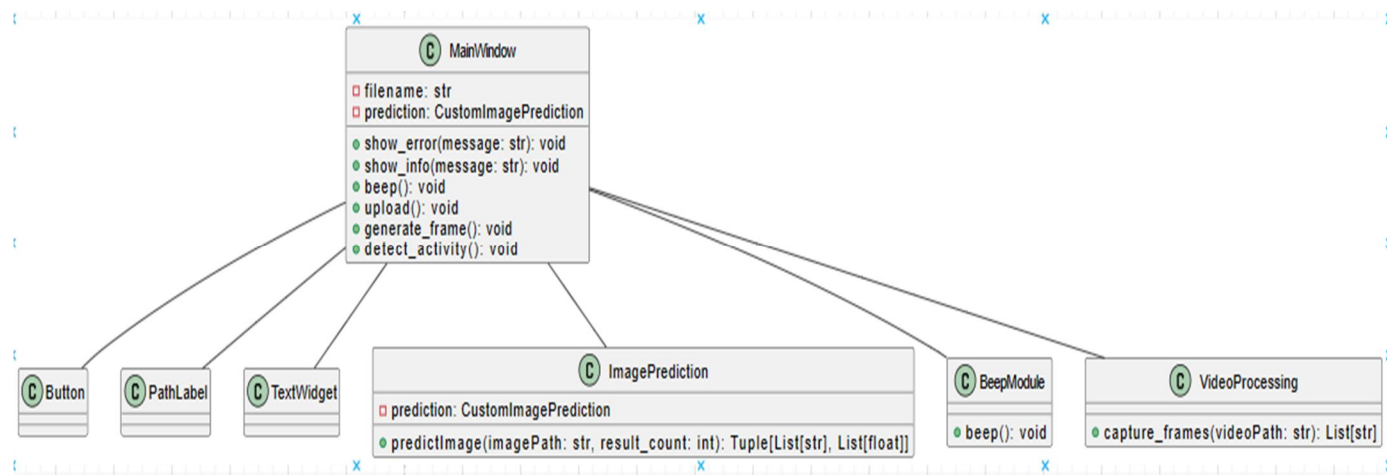 C MainWindow
filename: str
prediction: CustomImagePrediction
show_error(message: str): void
show_info(message: str): void
beep(): void
upload(): void
generate_frame(): void
detect_activity(): void
C Button
C PathLabel
C TextWidget
C ImagePrediction
prediction: CustomImagePrediction
predictImage(imagePath: str, result_count: int): Tuple[List[str], List[float]]
C BeepModule
beep(): void
C VideoProcessing
capture_frames(videoPath: str): List[str]